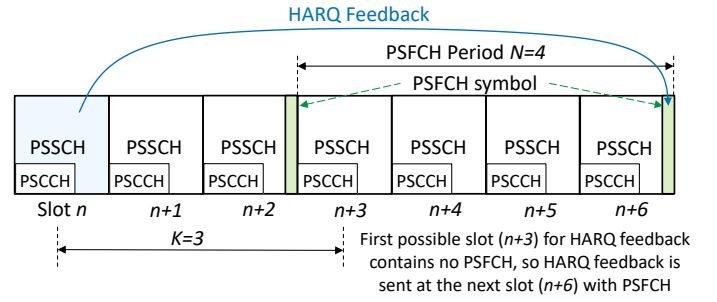 HARQ Feedback
PSFCH Period N=4
PSFCH symbol
PSSCH PSSCH PSSCH PSSCH PSSCH PSSCH PSSCH
PSCCH PSCCH PSCCH PSCCH PSCCH PSCCH PSCCH
Slot n n+1 n+2 n+3 n+4 n+5 n+6
K=3
First possible slot (n+3) for HARQ feedback
contains no PSFCH, so HARQ feedback is
sent at the next slot (n+6) with PSFCH